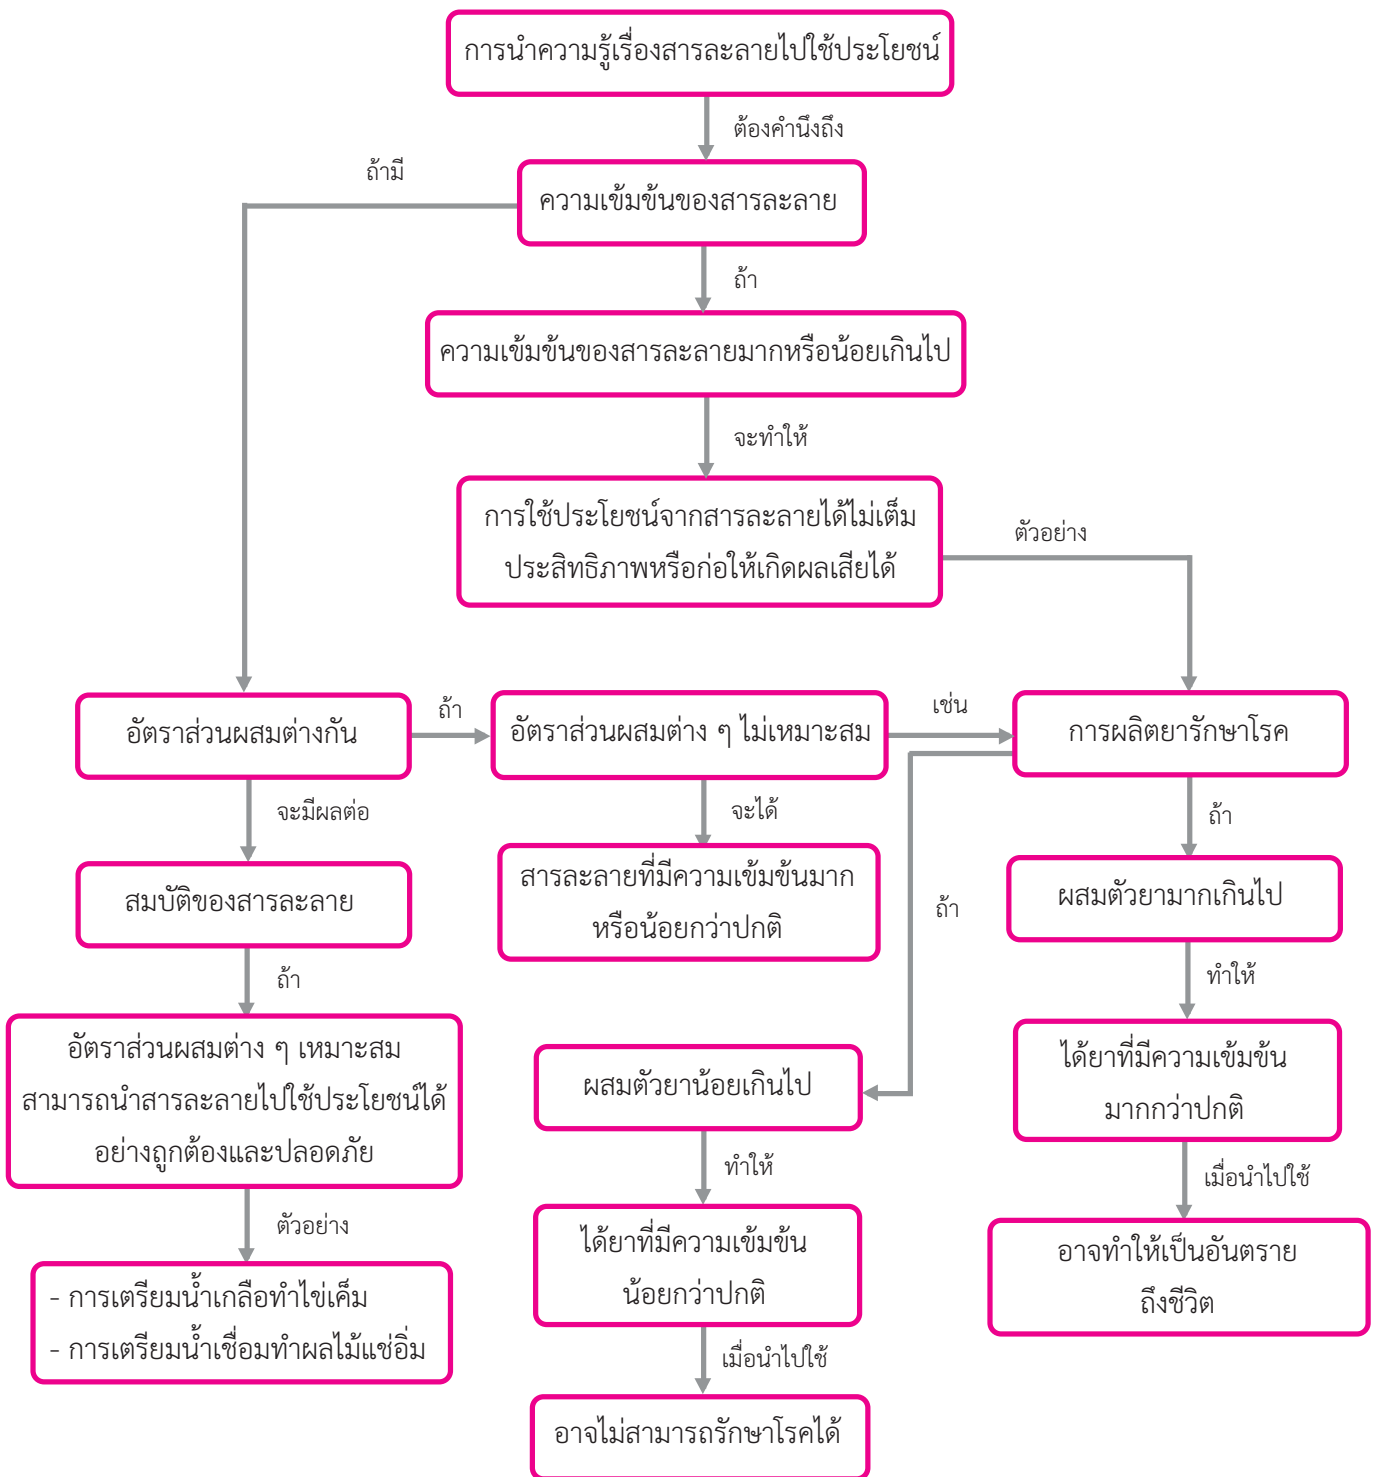 การนำความรู้เรื่องสารละลายไปใช้ประโยชน์
ต้องคำนึงถึง
ถ้ามี
ความเข้มข้นของสารละลาย
ถ้า
ความเข้มข้นของสารละลายมากหรือน้อยเกินไป
จะทำให้
การใช้ประโยชน์จากสารละลายได้ไม่เต็ม
ประสิทธิภาพหรือก่อให้เกิดผลเสียได้
ตัวอย่าง
อัตราส่วนผสมต่างกัน
ถ้า
อัตราส่วนผสมต่าง ๆ ไม่เหมาะสม
เช่น
การผลิตยารักษาโรค
จะมีผลต่อ
จะได้
ถ้า
สมบัติของสารละลาย
สารละลายที่มีความเข้มข้นมาก
หรือน้อยกว่าปกติ
ถ้า
ผสมตัวยามากเกินไป
ถ้า
ทำให้
อัตราส่วนผสมต่าง ๆ เหมาะสม
สามารถนำสารละลายไปใช้ประโยชน์ได้
อย่างถูกต้องและปลอดภัย
ผสมตัวยาน้อยเกินไป
ได้ยาที่มีความเข้มข้น
มากกว่าปกติ
ทำให้
เมื่อนำไปใช้
ตัวอย่าง
ได้ยาที่มีความเข้มข้น
น้อยกว่าปกติ
อาจทำให้เป็นอันตราย
ถึงชีวิต
- การเตรียมน้ำเกลือทำไข่เค็ม
- การเตรียมน้ำเชื่อมทำผลไม้แช่อิ่ม
เมื่อนำไปใช้
อาจไม่สามารถรักษาโรคได้